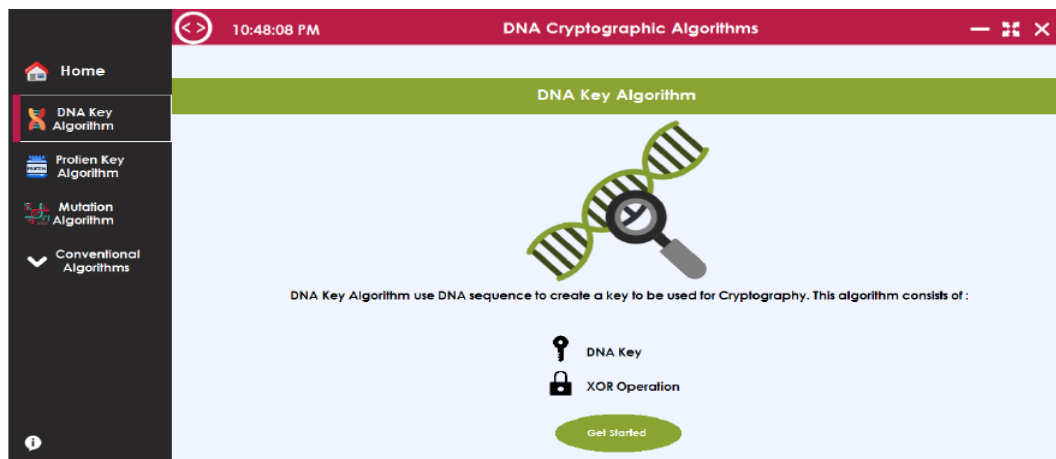 10:48:08 PM
DNA Cryptographic Algorithms
Home
DNA Key
Algorithm
Protien Key
Algorithm
Mutation
Algorithm
Conventional
Algorithms
DNA Key Algorithm
DNA Key Algorithm use DNA sequence to create a key to be used for Cryptography. This algorithm consists of :
DNA Key
XOR Operation
Get Started